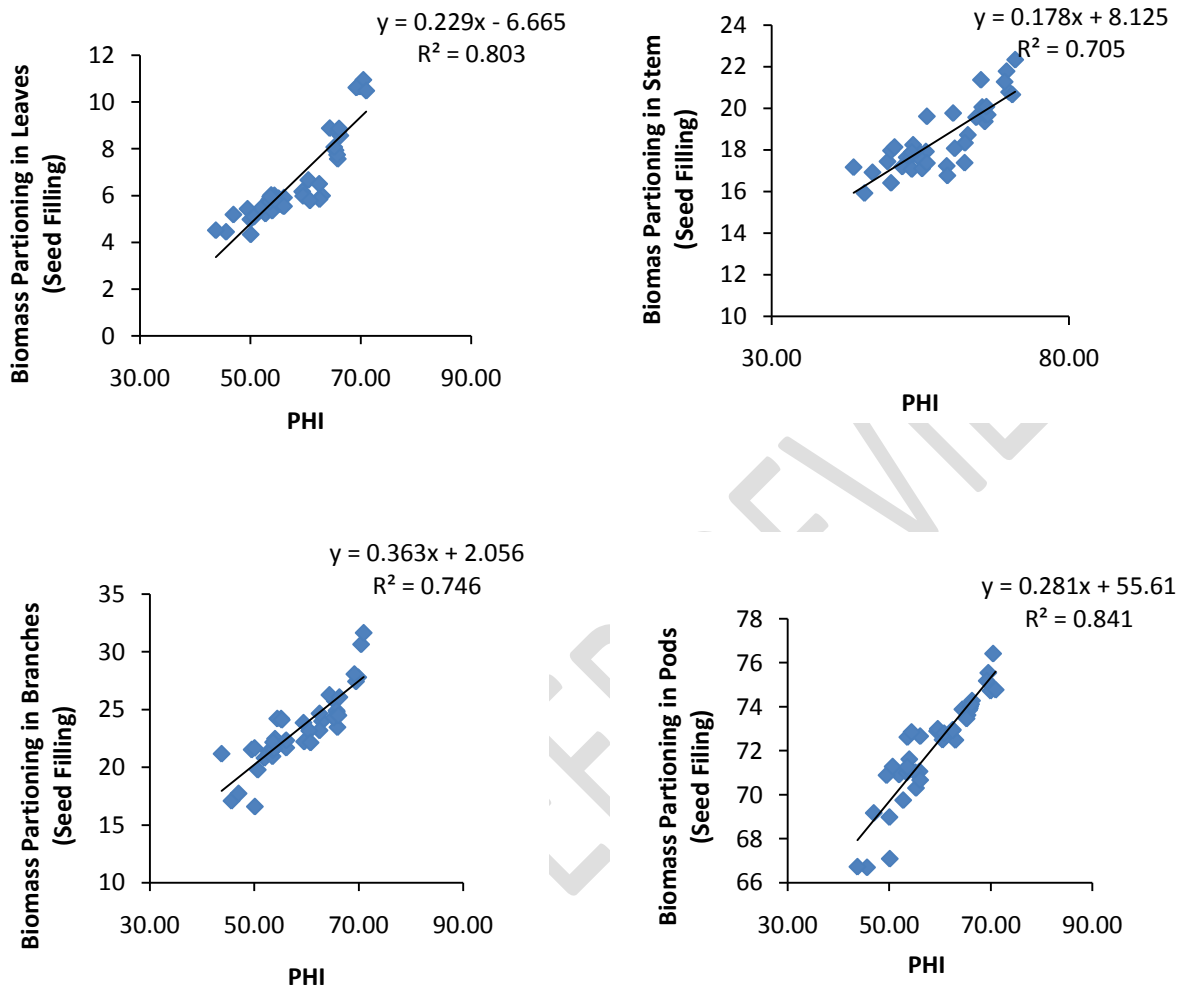 y = 0.229x - 6.665
R² = 0.803
12
10
8
6
4
2
0
30.00 50.00 70.00 90.00
PHI
Biomass Partioning in Leaves
(Seed Filling)
y = 0.178x + 8.125
R² = 0.705
24
22
20
18
16
14
12
10
30.00 80.00
PHI
Biomas Partioning in Stem
(Seed Filling)
y = 0.363x + 2.056
R² = 0.746
35
30
25
20
15
10
30.00 50.00 70.00 90.00
PHI
Biomass Partioning in Branches
(Seed Filling)
y = 0.281x + 55.61
R² = 0.841
78
76
74
72
70
68
66
30.00 50.00 70.00 90.00
PHI
Biomass Partioning in Pods
(Seed Filing)